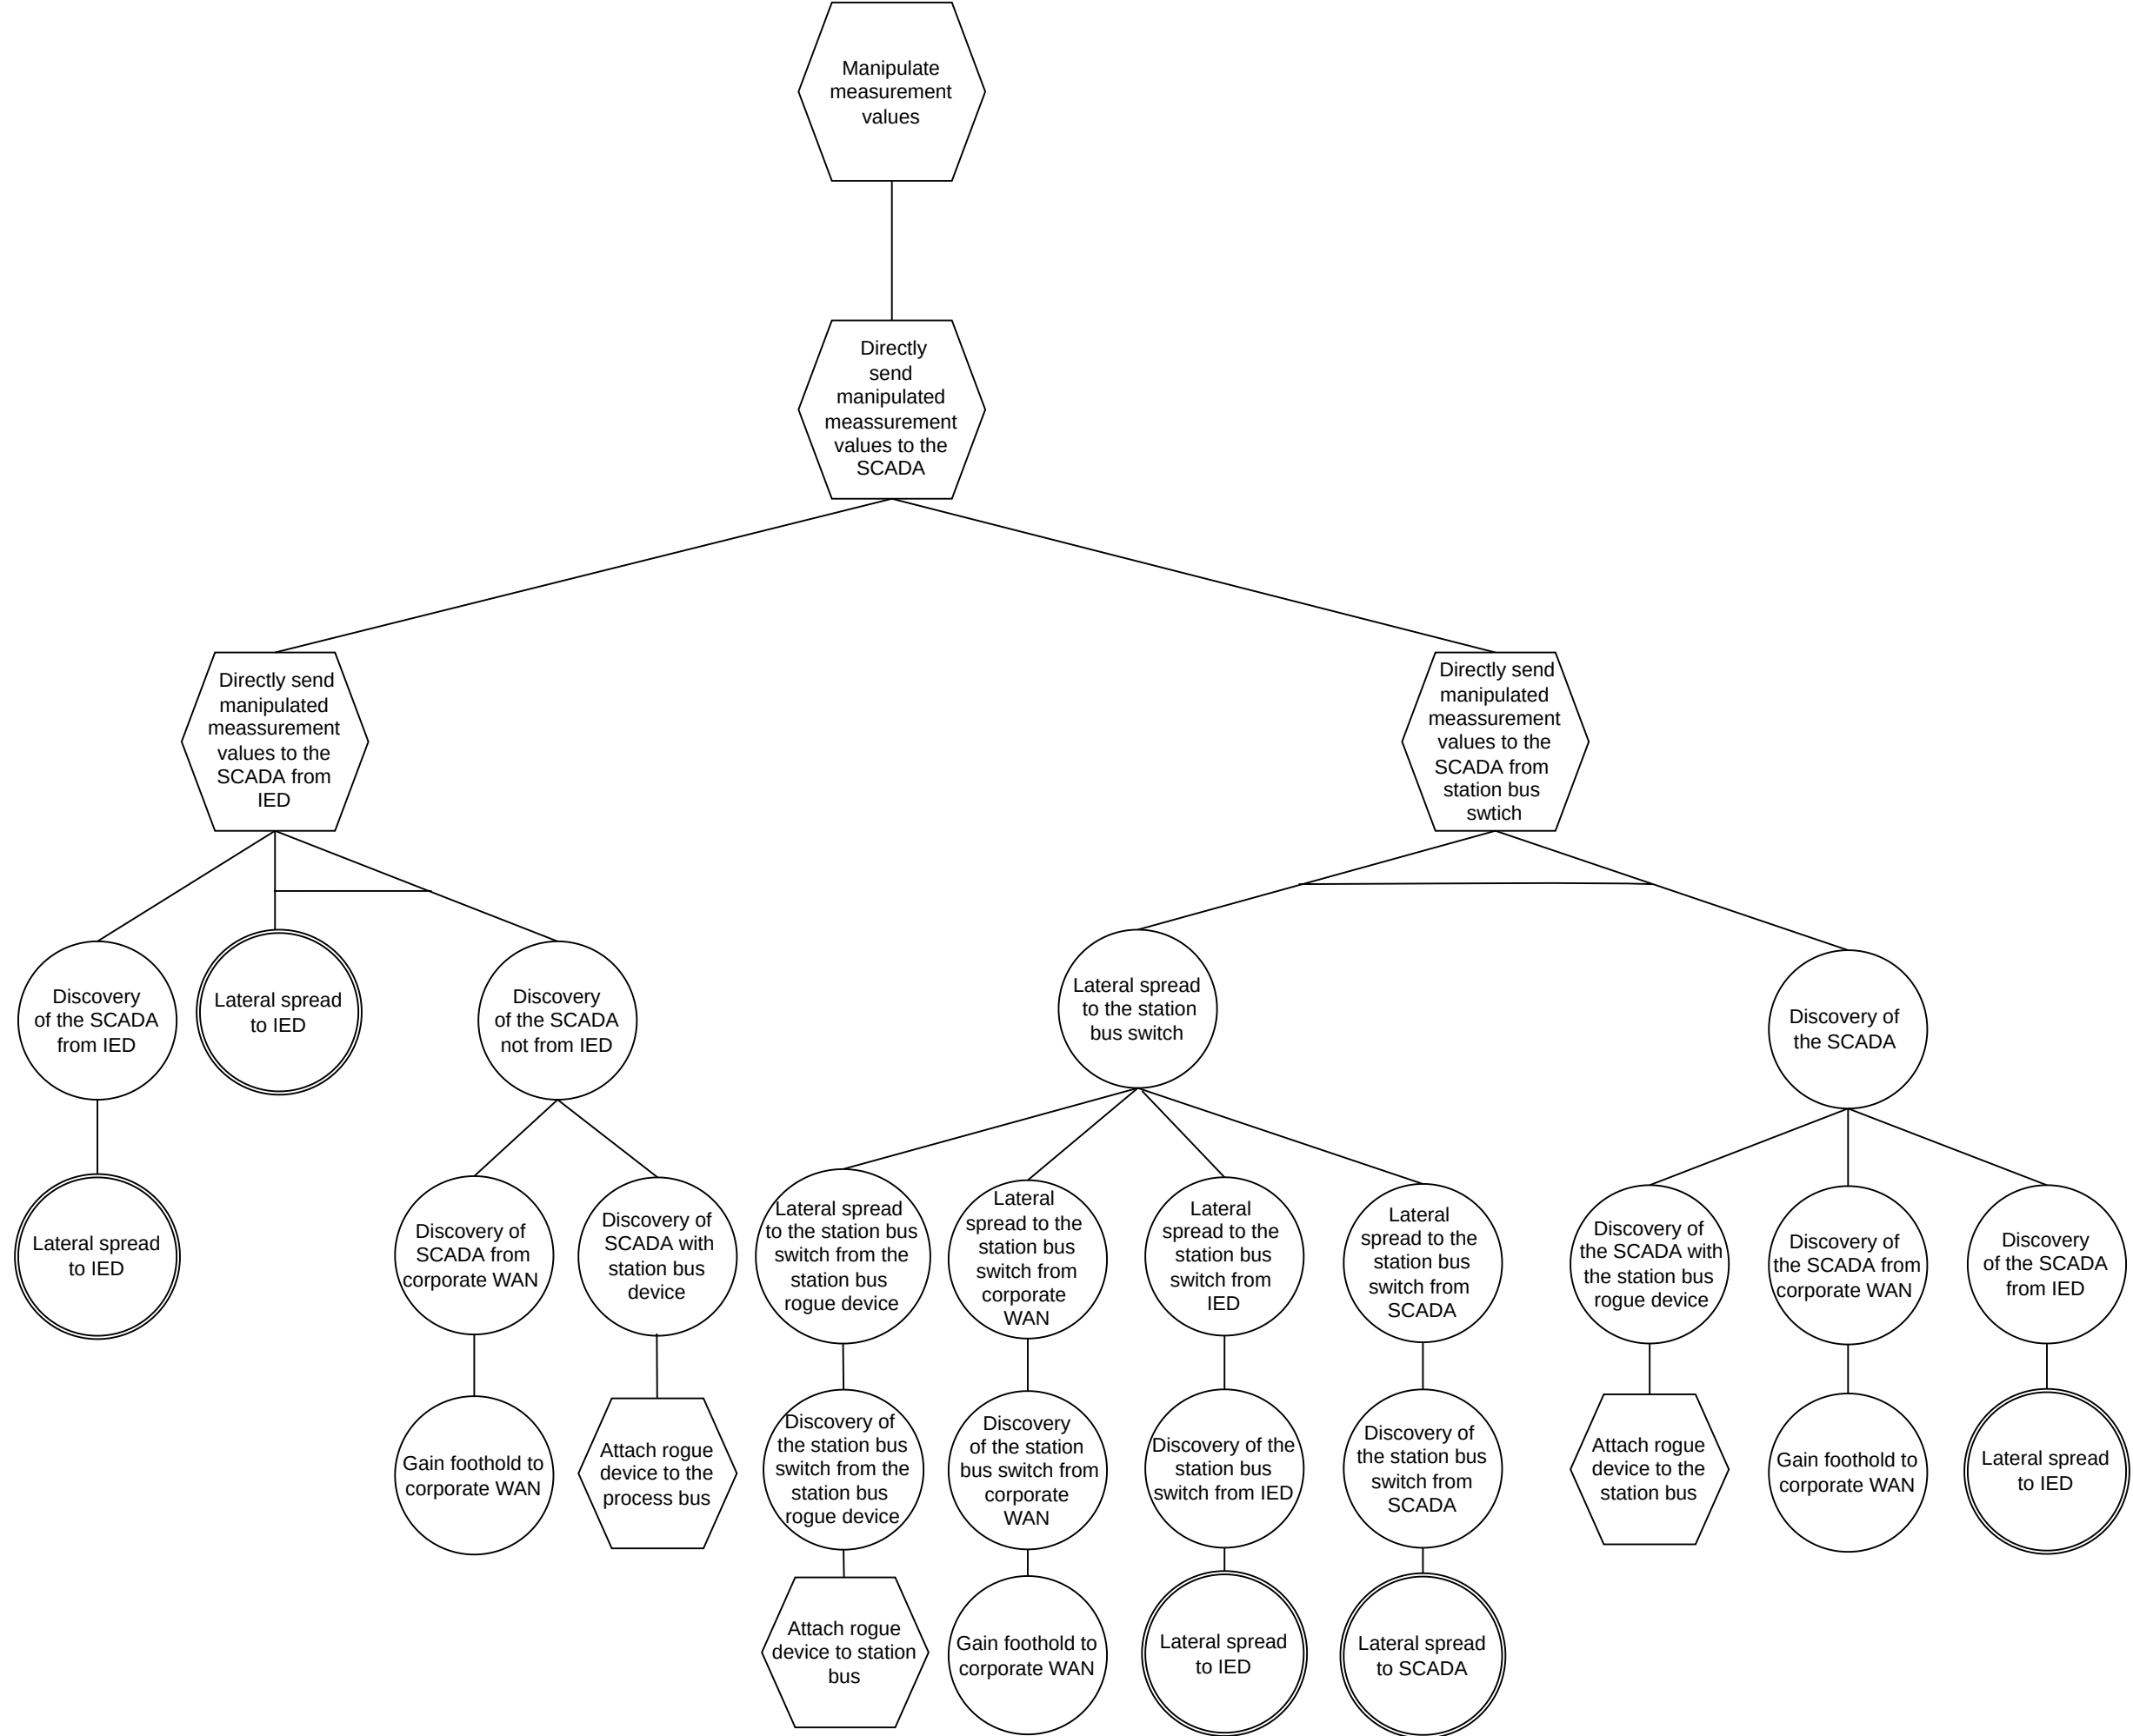 Manipulate
measurement
values
Directly
send
manipulated
meassurement
values to the
SCADA
Directly send
manipulated
meassurement
values to the
SCADA from
IED
Directly send
manipulated
meassurement
values to the
SCADA from
station bus
swtich
Discovery
of the SCADA
from IED
Lateral spread
to IED
Discovery
of the SCADA
not from IED
Lateral spread
to the station
bus switch
Discovery of
the SCADA
Lateral spread
to IED
Discovery of
SCADA from
corporate WAN
Discovery of
SCADA with
station bus
device
Lateral spread
to the station bus
switch from the
station bus
rogue device
Lateral
spread to the
station bus
switch from
corporate
WAN
Lateral
spread to the
station bus
switch from
IED
Lateral
spread to the
station bus
switch from
SCADA
Discovery of
the SCADA with
the station bus
rogue device
Discovery of
the SCADA from
corporate WAN
Discovery
of the SCADA
from IED
Gain foothold to
corporate WAN
Attach rogue
device to the
process bus
Discovery of
the station bus
switch from the
station bus
rogue device
Discovery
of the station
bus switch from
corporate
WAN
Discovery of the
station bus
switch from IED
Discovery of
the station bus
switch from
SCADA
Attach rogue
device to the
station bus
Gain foothold to
corporate WAN
Lateral spread
to IED
Attach rogue
device to station
bus
Gain foothold to
corporate WAN
Lateral spread
to IED
Lateral spread
to SCADA